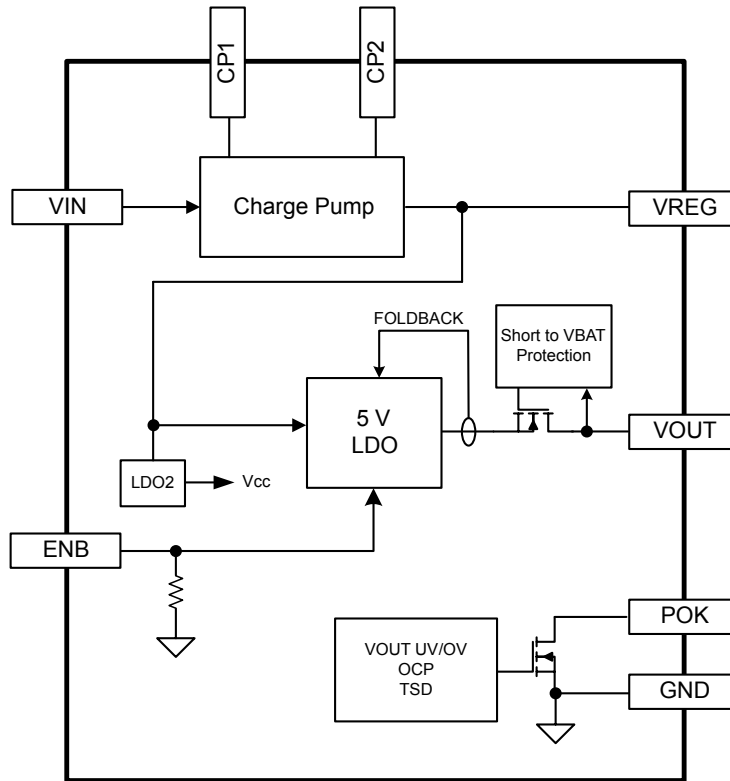 CP1
CP2
VIN
Charge Pump
VREG
FOLDBACK
Short to VBAT
Protection
5 V
LDO
VOUT
LDO2
Vcc
ENB
POK
VOUT UV/OV
OCP
TSD
GND